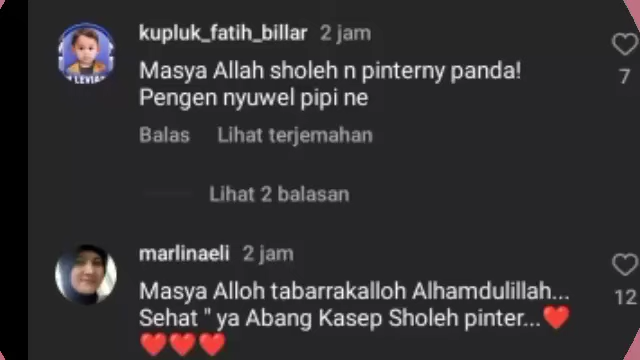 kupluk_fatih_billar 2 jam
Masya Allah sholeh n pinterny panda!
Pengen nyuwel pipi ne
7
Balas Lihat terjemahan
Lihat 2 balasan
marlinaeli 2 jam
Masya Alloh tabarrakalloh Alhamdulillah...
12
Sehat " ya Abang Kasep Sholeh pinter...❤️
❤️❤️❤️